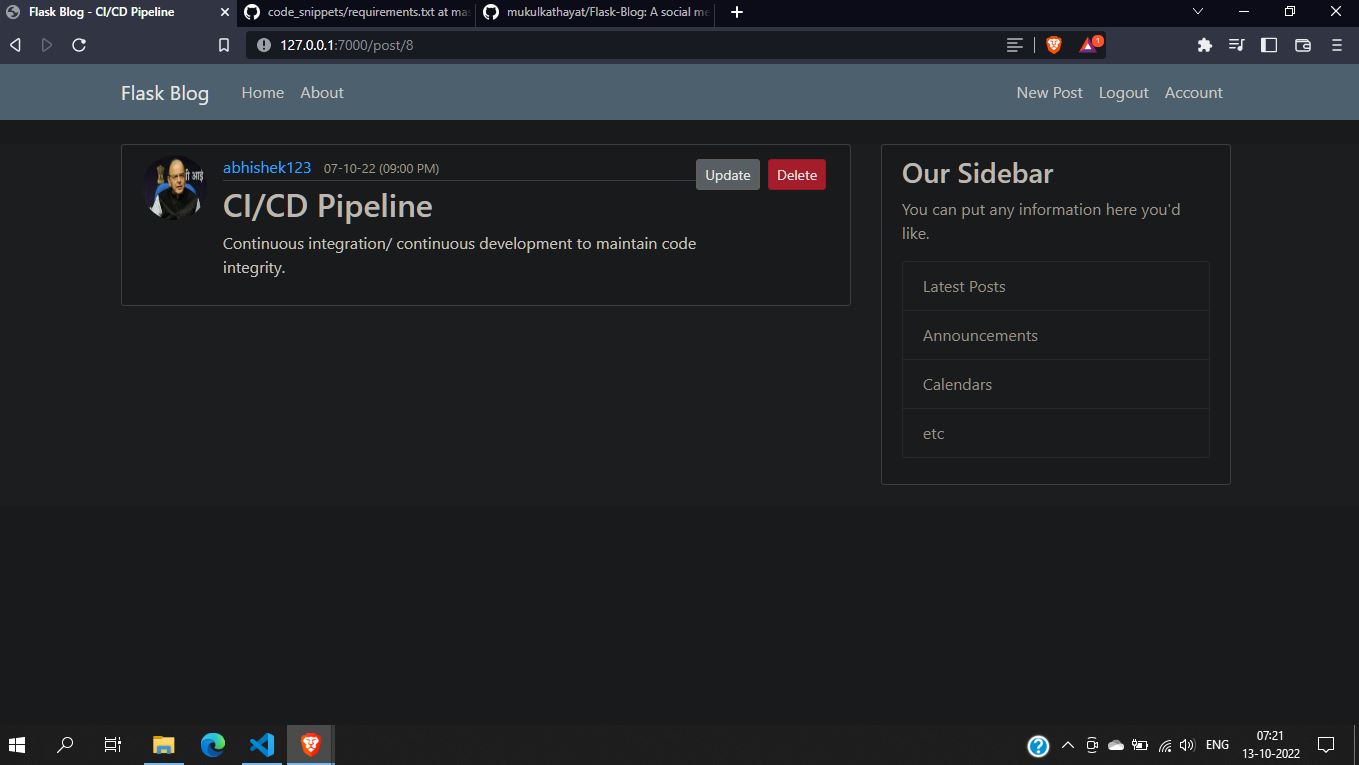 Flask Blog - CI/CD Pipeline
code_snippets/requirements.txt at mas
mukulkathayat/Flask-Blog: A social me
127.0.0.1:7000/post/8
1
Flask Blog Home About New Post Logout Account
abhishek123 07-10-22 (09:00 PM) Update Delete
CI/CD Pipeline
Continuous integration/ continuous development to maintain code
integrity.
Our Sidebar
You can put any information here you'd
like.
Latest Posts
Announcements
Calendars
etc
ENG
07:21
13-10-2022